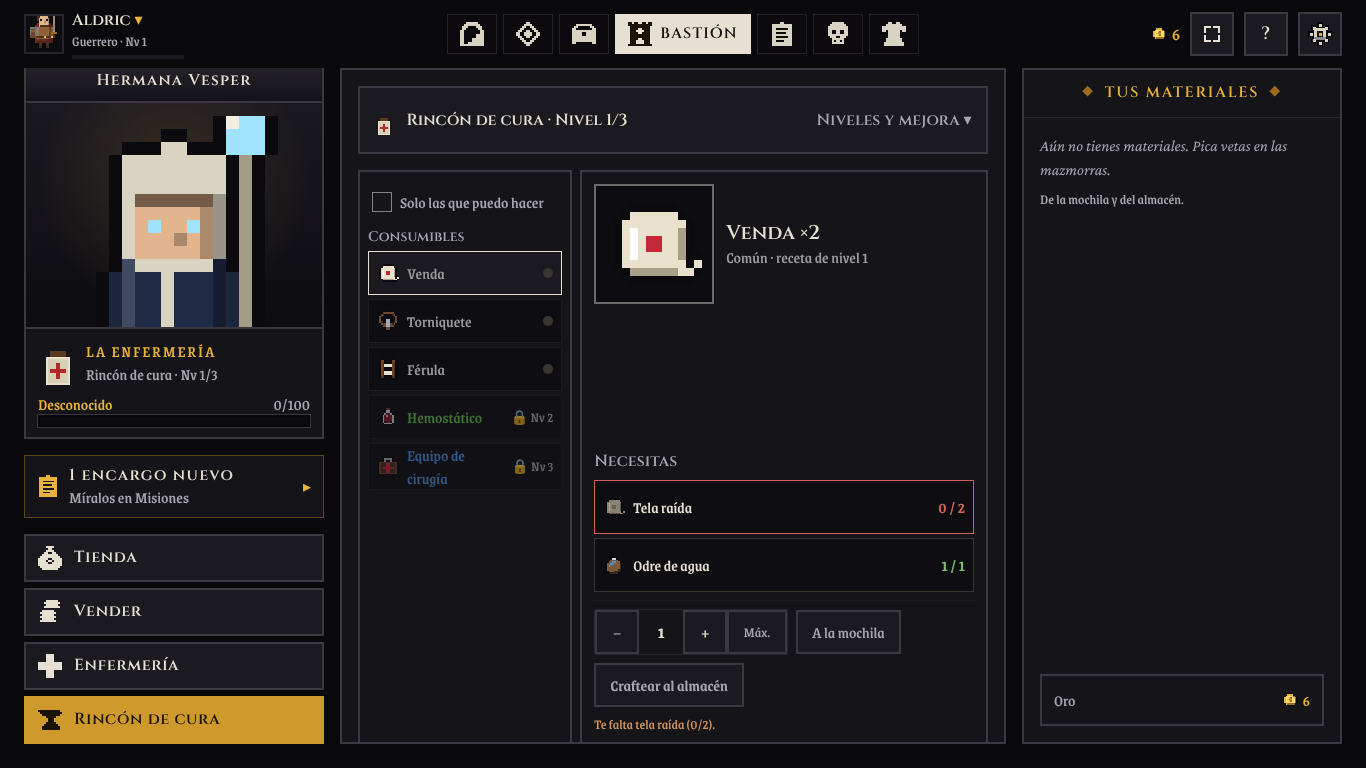 Aldric ▾
Guerrero · Nv 1
Bastión
6
?
Hermana Vesper
La Enfermería
Rincón de cura · Nv 1/3
Desconocido 0/100
1 encargo nuevo
Míralos en Misiones
Tienda
Vender
Enfermería
Rincón de cura
Rincón de cura · Nivel 1/3 Niveles y mejora ▾
Solo las que puedo hacer
Consumibles
Venda
Torniquete
Férula
Hemostático 🔒 Nv 2
Equipo de cirugía 🔒 Nv 3
Venda ×2
Común · receta de nivel 1
Necesitas
Tela raída 0 / 2
Odre de agua 1 / 1
− 1 + Máx. A la mochila
Craftear al almacén
Te falta tela raída (0/2).
Tus materiales
Aún no tienes materiales. Pica vetas en las
mazmorras.
De la mochila y del almacén.
Oro 6